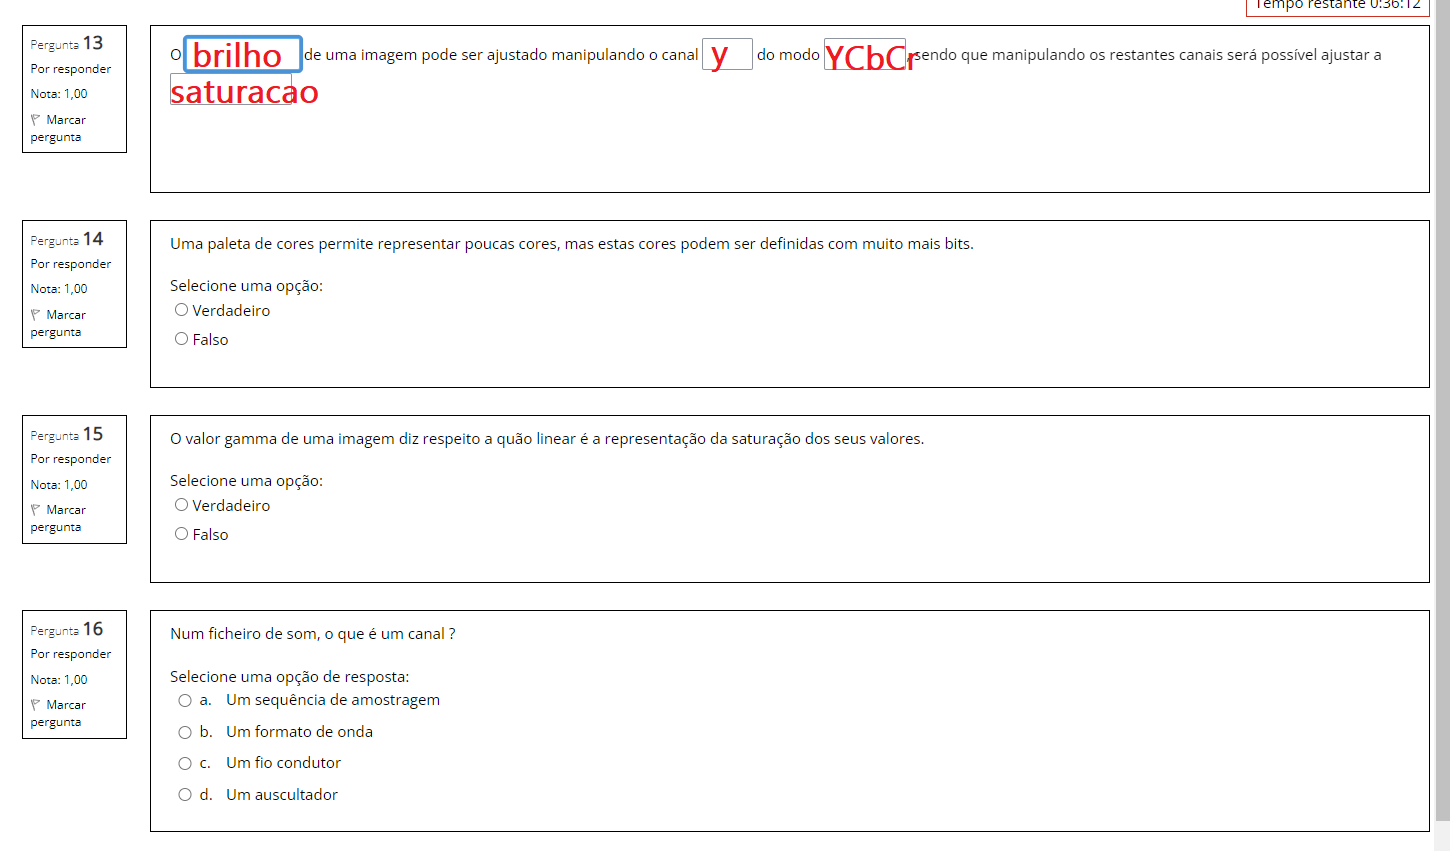 Tempo restante 0:36:12
Pergunta 13
Por responder
Nota: 1,00
Marcar
pergunta
O brilho de uma imagem pode ser ajustado manipulando o canal y do modo YCbCr, sendo que manipulando os restantes canais será possível ajustar a
saturacao
Pergunta 14
Por responder
Nota: 1,00
Marcar
pergunta
Uma paleta de cores permite representar poucas cores, mas estas cores podem ser definidas com muito mais bits.
Selecione uma opção:
Verdadeiro
Falso
Pergunta 15
Por responder
Nota: 1,00
Marcar
pergunta
O valor gamma de uma imagem diz respeito a quão linear é a representação da saturação dos seus valores.
Selecione uma opção:
Verdadeiro
Falso
Pergunta 16
Por responder
Nota: 1,00
Marcar
pergunta
Num ficheiro de som, o que é um canal ?
Selecione uma opção de resposta:
a. Um sequência de amostragem
b. Um formato de onda
c. Um fio condutor
d. Um auscultador